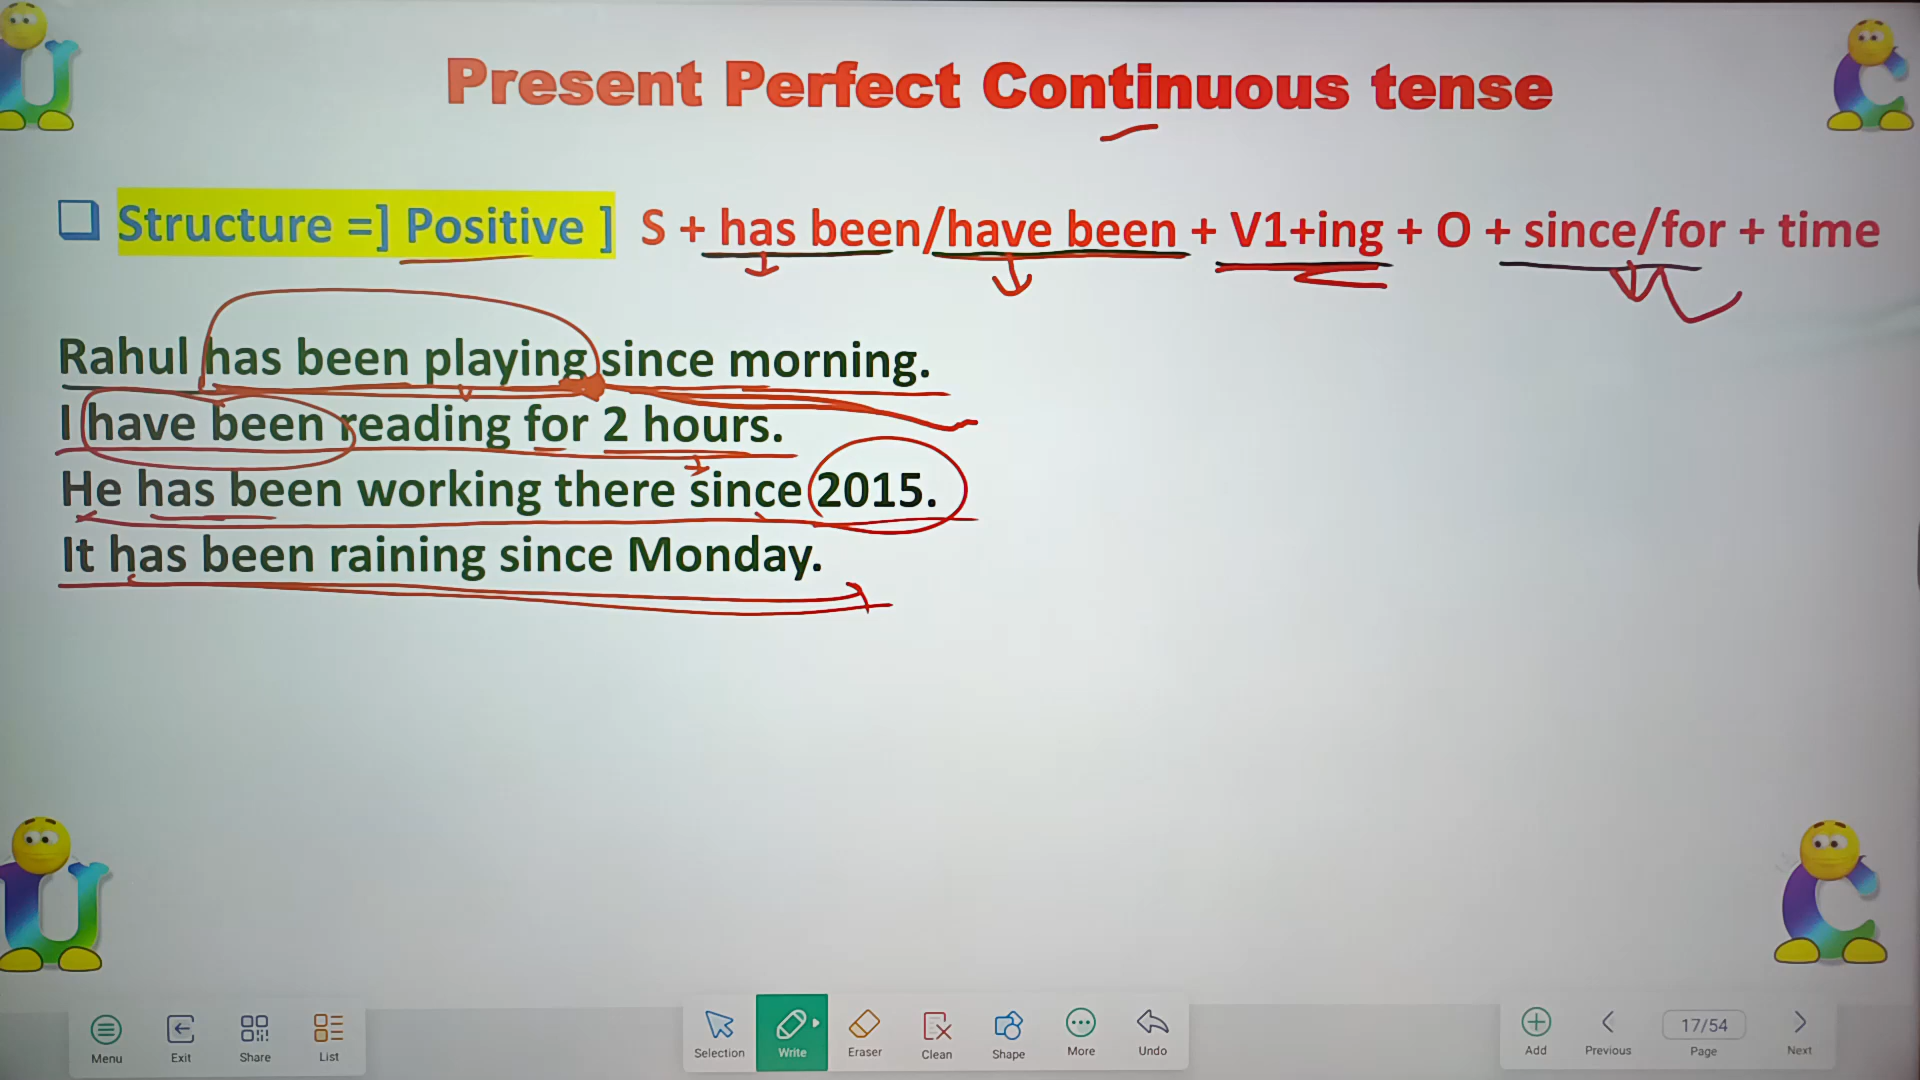 Present Perfect Continuous tense
Structure =] Positive ] S + has been/have been + V1+ing + O + since/for + time
Rahul has been playing since morning.
I have been reading for 2 hours.
He has been working there since 2015.
It has been raining since Monday.
U C
U C
Menu Exit Share List Selection Write Eraser Clean Shape More Undo Add Previous 17/54 Page Next